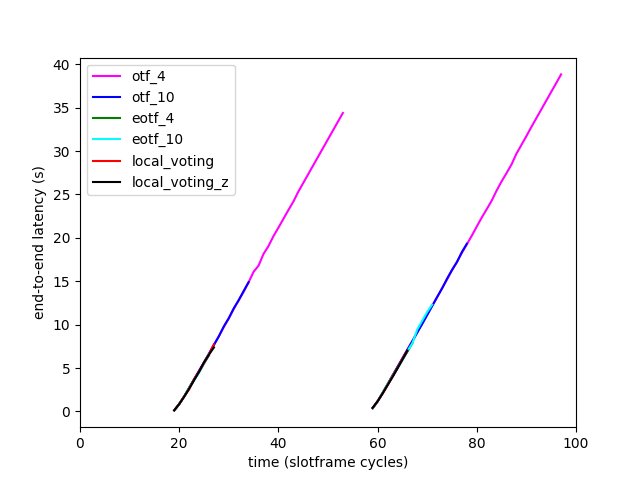 otf_4
otf_10
eotf_4
eotf_10
local_voting
local_voting_z
end-to-end latency (s)
40
35
30
25
20
15
10
5
0
0 20 40 60 80 100
time (slotframe cycles)